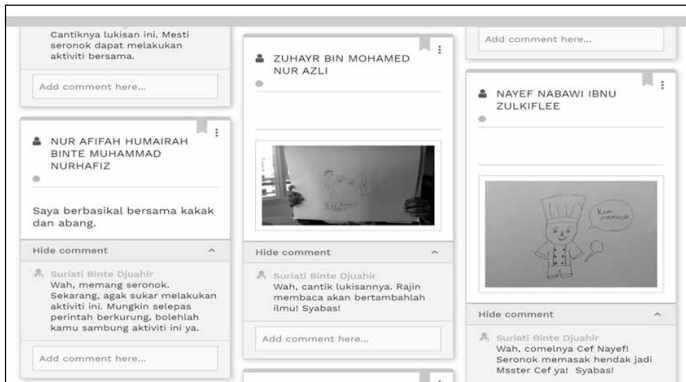 Cantiknya lukisan ini. Mesti
seronok dapat melakukan
aktiviti bersama.
Add comment here...
NUR AFIFAH HUMAIRAH
BINTE MUHAMMAD
NURHAFIZ
Saya berbasikal bersama kakak
dan abang.
Hide comment
Suriati Binte Djuahir
Wah, memang seronok.
Sekarang, agak sukar melakukan
aktiviti ini. Mungkin selepas
perintah berkurung, bolehlah
kamu sambung aktiviti ini ya.
Add comment here...
ZUHAYR BIN MOHAMED
NUR AZLI
Hide comment
Suriati Binte Djuahir
Wah, cantik lukisannya. Rajin
membaca akan bertambahlah
ilmu! Syabas!
Add comment here...
Add comment here...
NAYEF NABAWI IBNU
ZULKIFLEE
Hide comment
Suriati Binte Djuahir
Wah, comelnya Cef Nayef!
Seronok memasak hendak jadi
Msster Cef ya! Syabas!